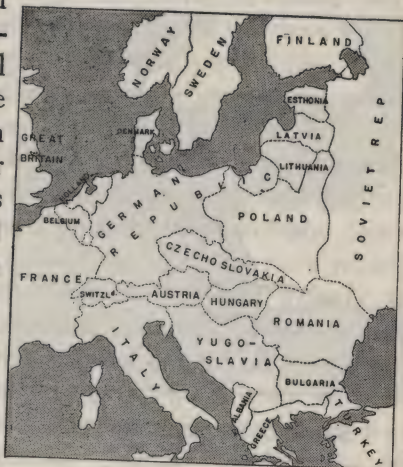 NORWAY
SWEDEN
FINLAND
ESTHONIA
LATVIA
LITHUANIA
SOVIET REP
GREAT
BRITAIN
DENMARK
HOLLAND
BELGIUM
GERMAN
REPUBLIC
POLAND
CZECHO SLOVAKIA
FRANCE
SWITZLD
AUSTRIA
HUNGARY
ROMANIA
ITALY
YUGO-
SLAVIA
BULGARIA
ALBANIA
GREECE
TURKEY